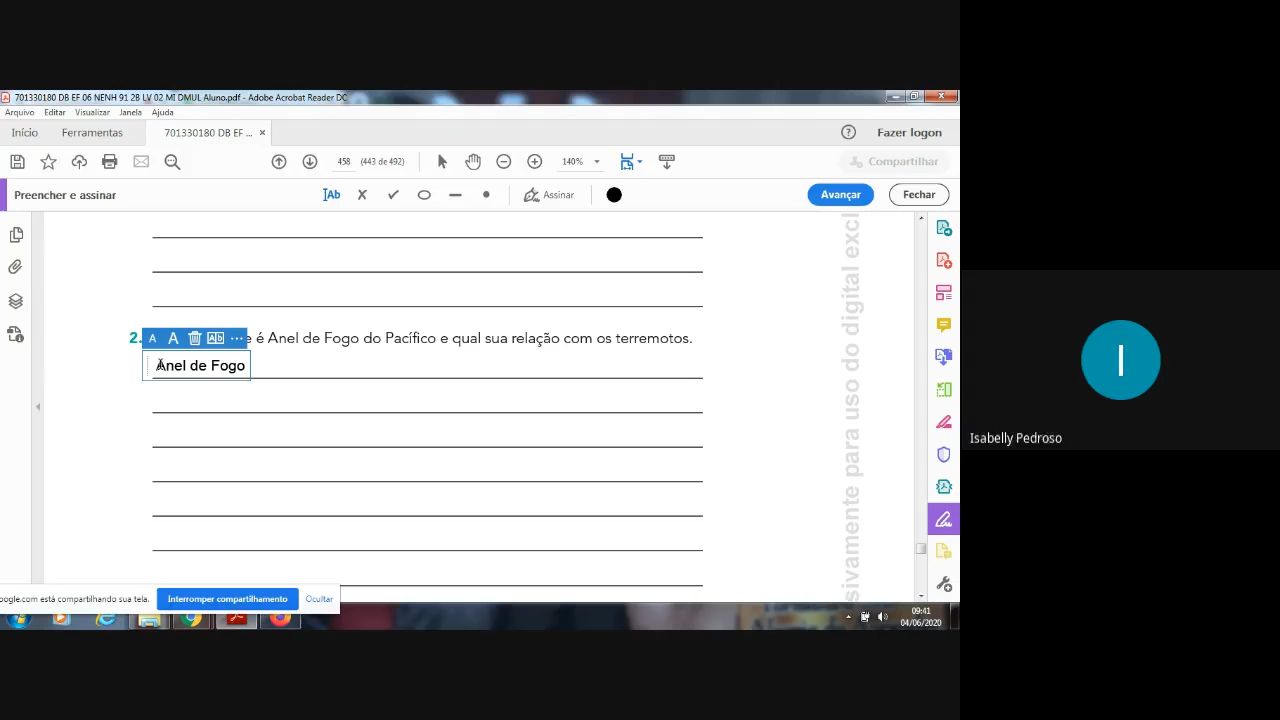 701330180 DB EF 06 NENH 91 2B LV 02 MI DMUL Aluno.pdf - Adobe Acrobat Reader DC
Arquivo Editar Visualizar Janela Ajuda
Início Ferramentas 701330180 DB EF ... × Fazer logon
458 (443 de 492) 140% Compartilhar
Preencher e assinar Ab Assinar Avançar Fechar
2. A A Ab ... e é Anel de Fogo do Pacífico e qual sua relação com os terremotos.
Anel de Fogo
sivamente para uso do digital excl
Isabelly Pedroso
oogle.com está compartilhando sua tela. Interromper compartilhamento Ocultar
09:41
04/06/2020
I